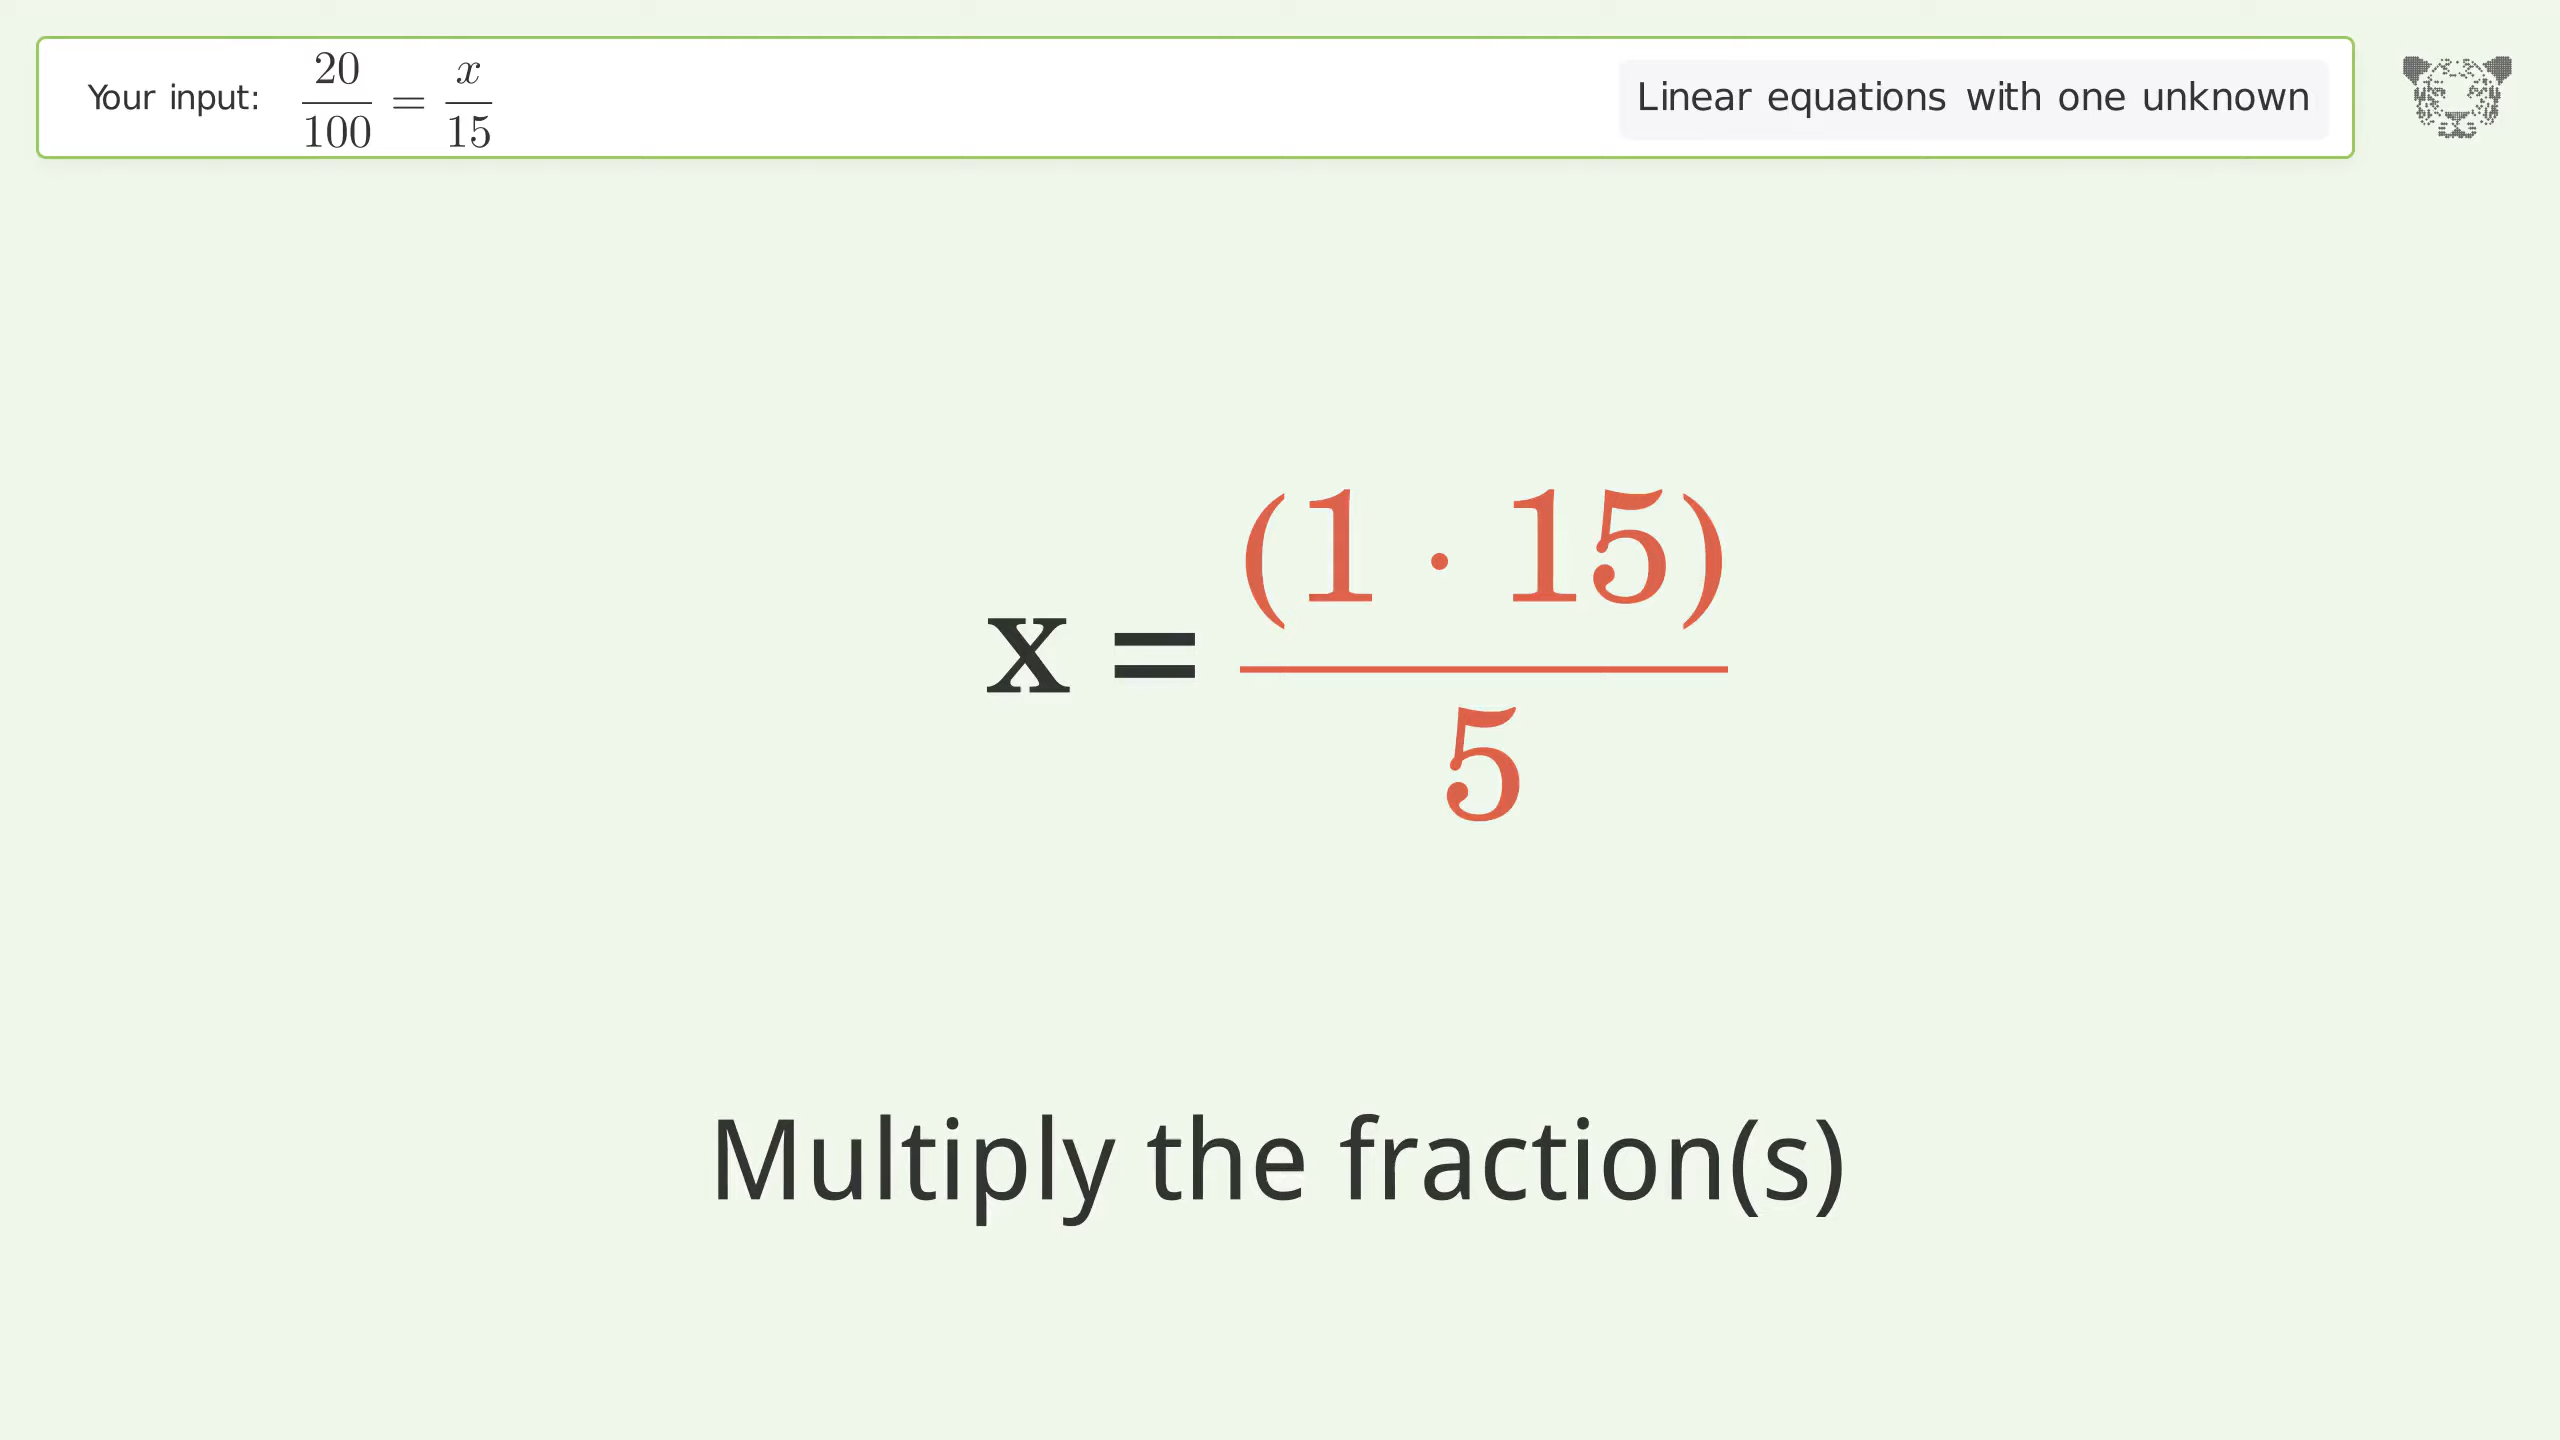 Your input: 20/100 = x/15
Linear equations with one unknown
x = (1 · 15)/5
Multiply the fraction(s)